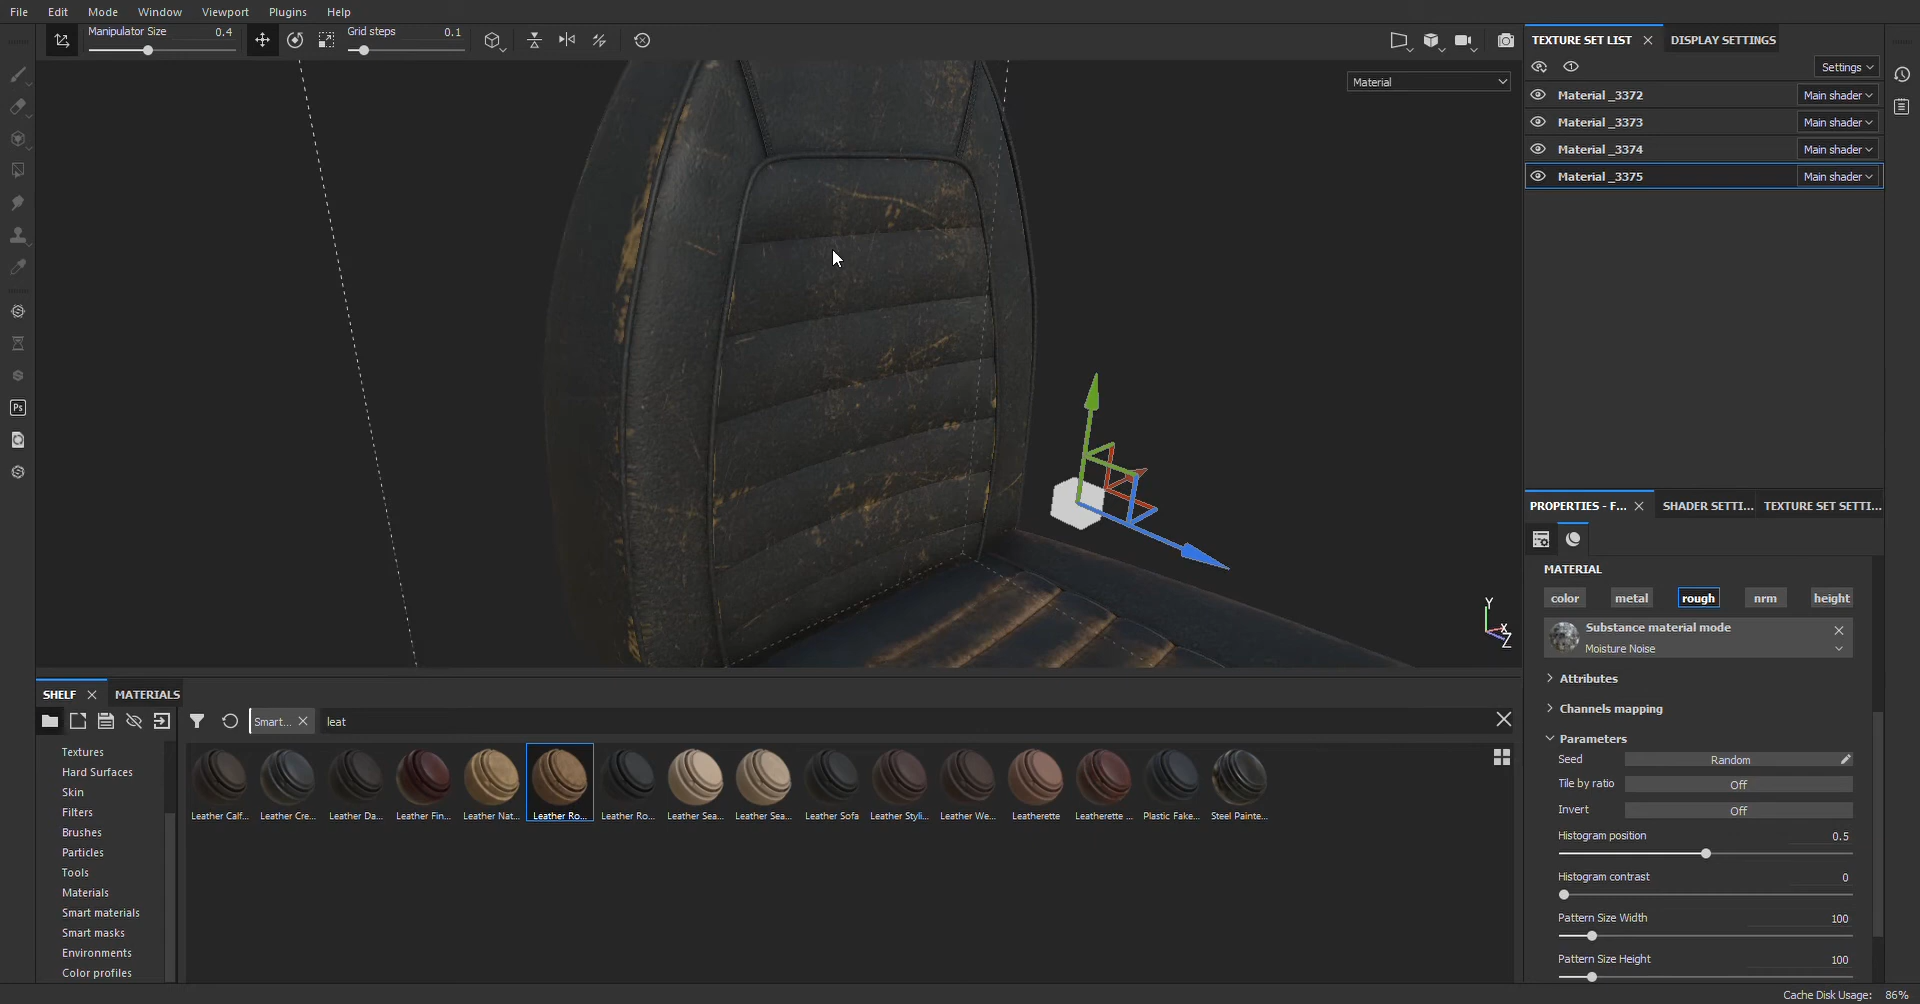 File Edit Mode Window Viewport Plugins Help
Manipulator Size 0.4
Grid steps 0.1
Material
TEXTURE SET LIST DISPLAY SETTINGS
Settings
Material _3372 Main shader
Material _3373 Main shader
Material _3374 Main shader
Material _3375 Main shader
Ps
Y
X
Z
PROPERTIES - F... SHADER SETTI... TEXTURE SET SETTI...
MATERIAL
color metal rough nrm height
Substance material mode
Moisture Noise
Attributes
Channels mapping
Parameters
Seed Random
Tile by ratio Off
Invert Off
Histogram position 0.5
Histogram contrast 0
Pattern Size Width 100
Pattern Size Height 100
SHELF MATERIALS
Smart... leat
Textures
Hard Surfaces
Skin
Filters
Brushes
Particles
Tools
Materials
Smart materials
Smart masks
Environments
Color profiles
Leather Calf... Leather Cre... Leather Da... Leather Fin... Leather Nat... Leather Ro... Leather Ro... Leather Sea... Leather Sea... Leather Sofa Leather Styli... Leather We... Leatherette Leatherette ... Plastic Fake... Steel Painte...
Cache Disk Usage: 86%